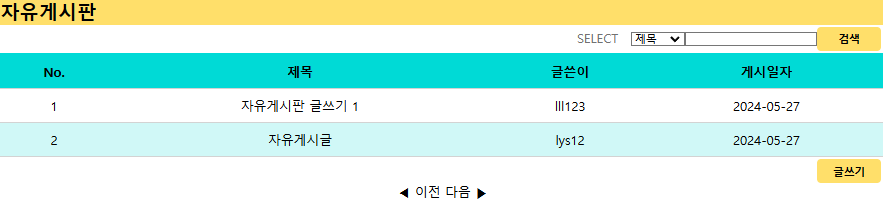 자유게시판
SELECT 제목 검색
No. 제목 글쓴이 게시일자
1 자유게시판 글쓰기 1 lll123 2024-05-27
2 자유게시글 lys12 2024-05-27
글쓰기
◀ 이전 다음 ▶